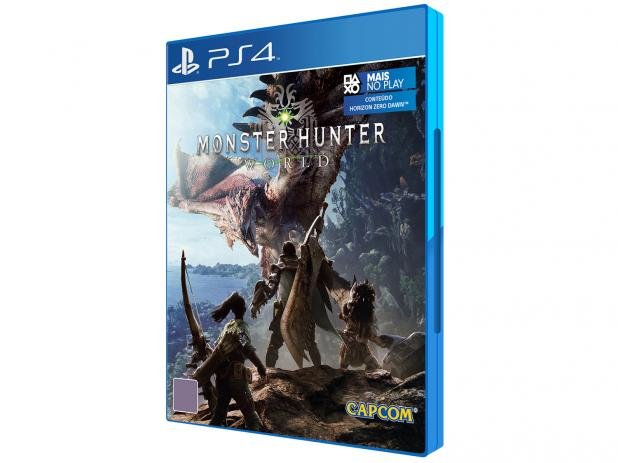 PS4
MAIS
NO PLAY
CONTEÚDO
HORIZON ZERO DAWN™
MONSTER HUNTER
WORLD
CAPCOM